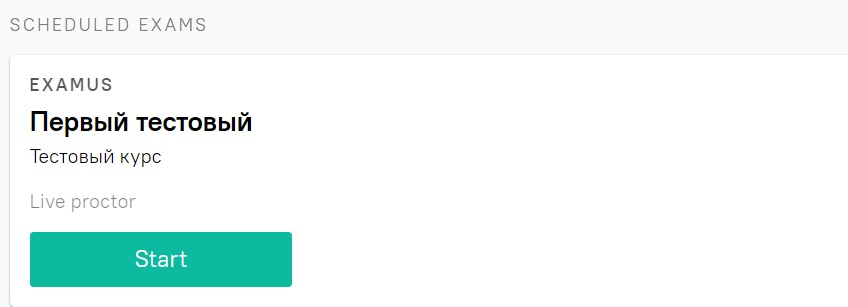 SCHEDULED EXAMS
EXAMUS
Первый тестовый
Тестовый курс
Live proctor
Start